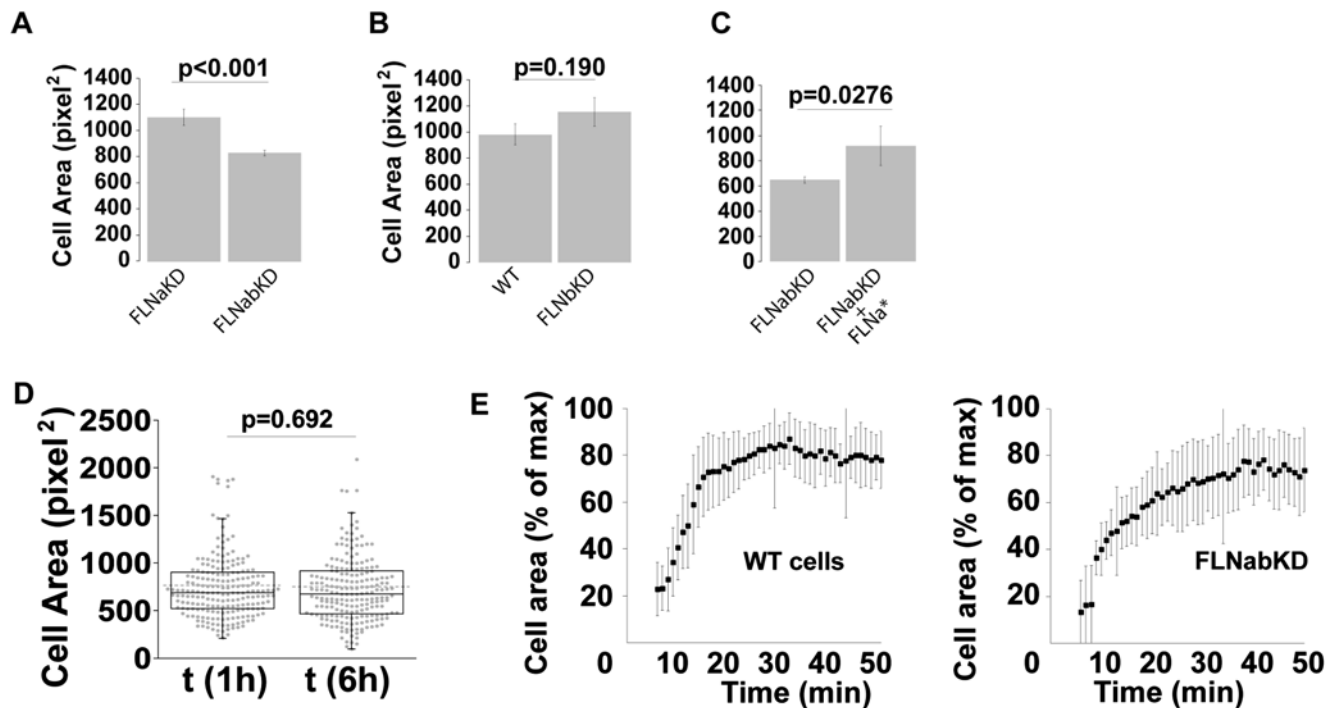 A
Cell Area (pixel²)
1400
1200
1000
800
600
400
200
0
p<0.001
FLNaKD
FLNabKD
B
Cell Area (pixel²)
1400
1200
1000
800
600
400
200
0
p=0.190
WT
FLNbKD
C
1400
1200
1000
800
600
400
200
0
p=0.0276
FLNabKD
FLNabKD
+
FLNa*
D
Cell Area (pixel²)
2500
2000
1500
1000
500
0
p=0.692
t (1h)
t (6h)
E
Cell area (% of max)
100
80
60
40
20
WT cells
0 10 20 30 40 50
Time (min)
Cell area (% of max)
100
80
60
40
20
FLNabKD
0 10 20 30 40 50
Time (min)